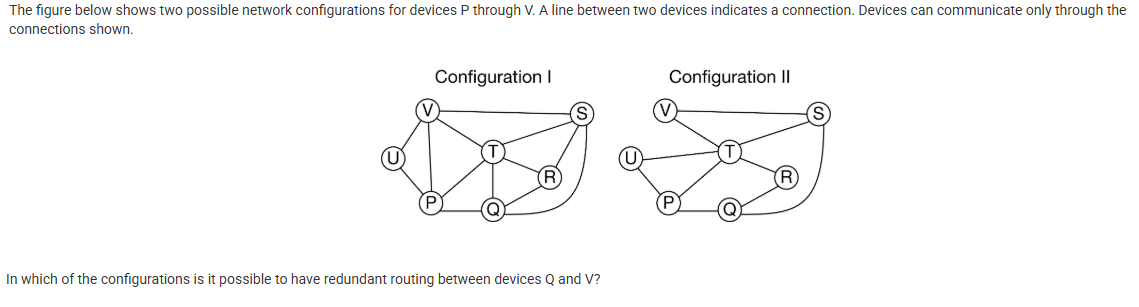 The figure below shows two possible network configurations for devices P through V. A line between two devices indicates a connection. Devices can communicate only through the
connections shown.
Configuration I
Configuration II
V
S
U
T
R
P
Q
V
S
U
T
R
P
Q
In which of the configurations is it possible to have redundant routing between devices Q and V?